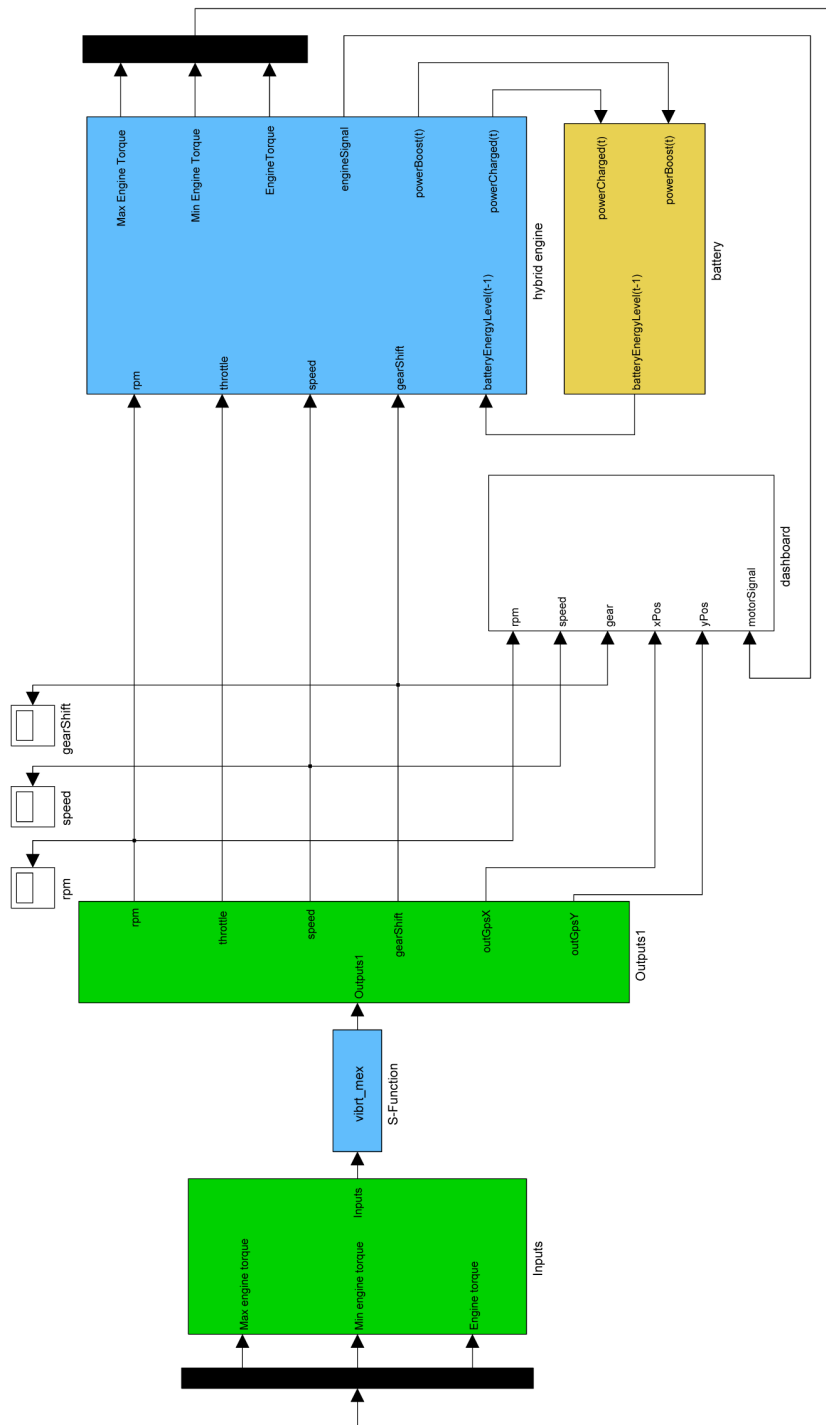 Max engine torque
Min engine torque
Engine torque
Inputs
Inputs
vibrt_mex
S-Function
Outputs1
rpm
throttle
speed
gearShift
outGpsX
outGpsY
Outputs1
rpm
speed
gearShift
rpm
speed
gear
xPos
yPos
motorSignal
dashboard
rpm
throttle
speed
gearShift
batteryEnergyLevel(t-1)
Max Engine Torque
Min Engine Torque
EngineTorque
engineSignal
powerBoost(t)
powerCharged(t)
hybrid engine
batteryEnergyLevel(t-1)
powerCharged(t)
powerBoost(t)
battery